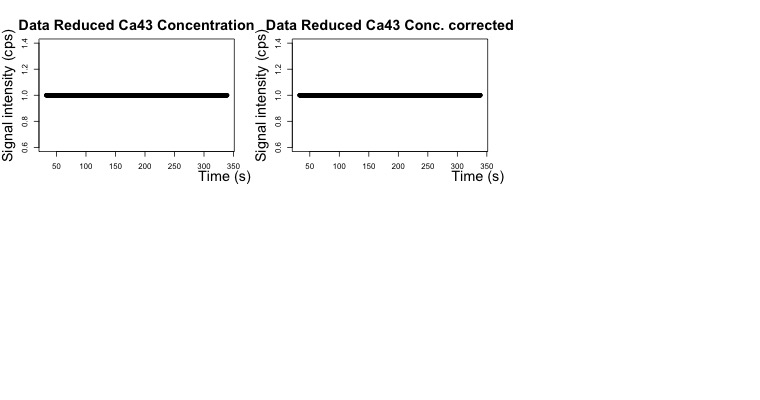 Data Reduced Ca43 Concentration
Signal intensity (cps)
0.6 0.8 1.0 1.2 1.4
50 100 150 200 250 300 350
Time (s)
Data Reduced Ca43 Conc. corrected
Signal intensity (cps)
0.6 0.8 1.0 1.2 1.4
50 100 150 200 250 300 350
Time (s)